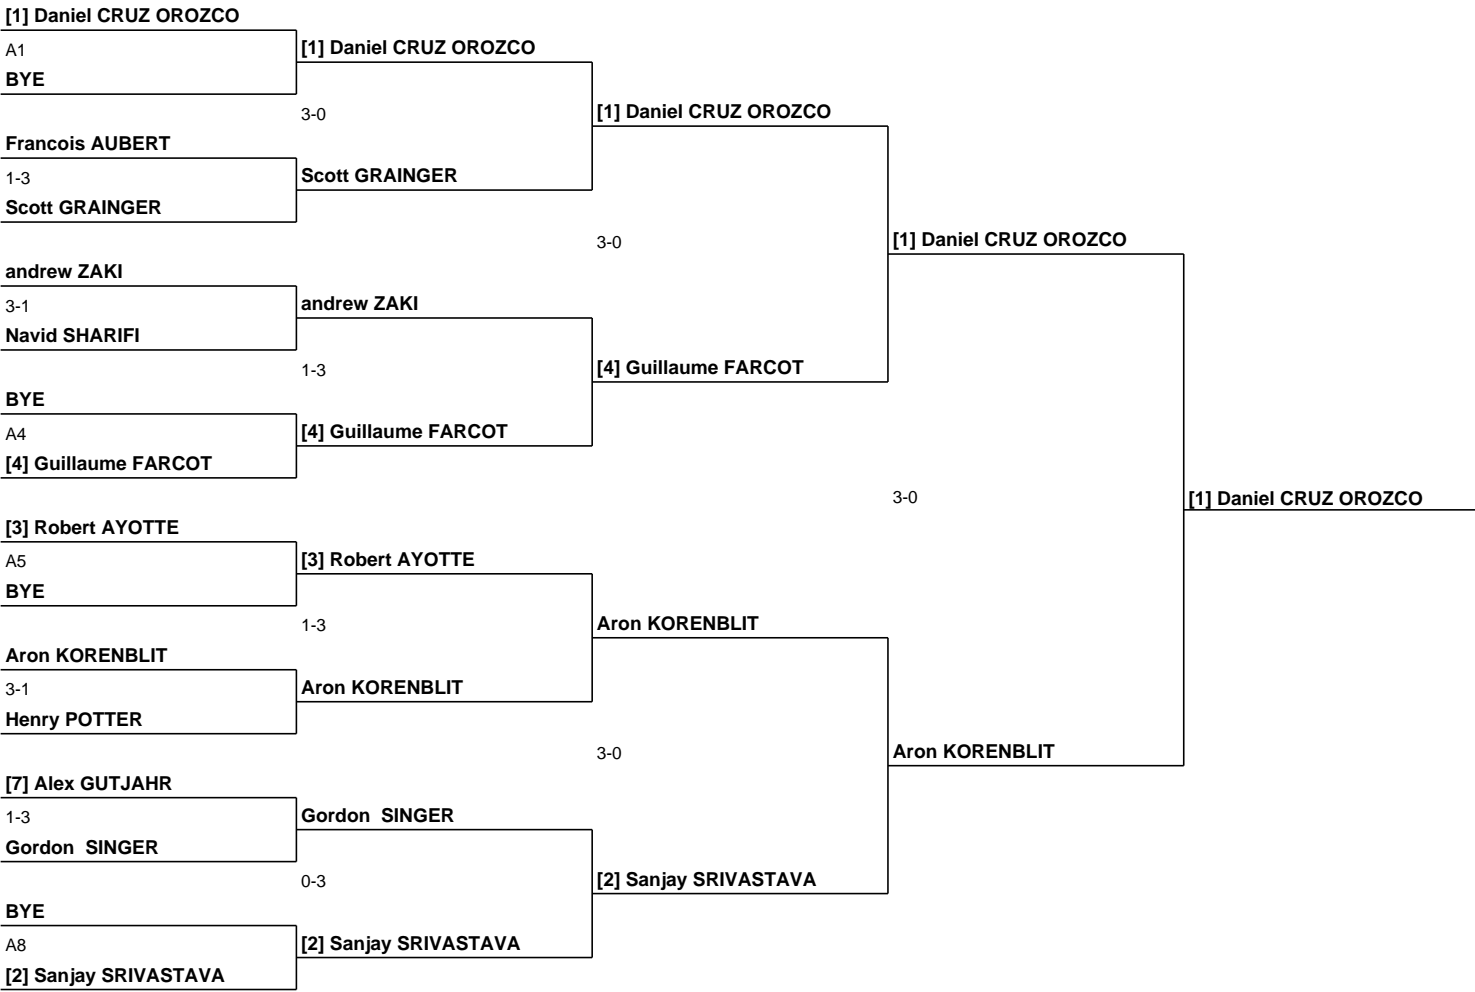 [1] Daniel CRUZ OROZCO
A1
BYE
[1] Daniel CRUZ OROZCO
3-0
[1] Daniel CRUZ OROZCO
Francois AUBERT
1-3
Scott GRAINGER
Scott GRAINGER
3-0
[1] Daniel CRUZ OROZCO
andrew ZAKI
3-1
andrew ZAKI
Navid SHARIFI
1-3
[4] Guillaume FARCOT
BYE
A4
[4] Guillaume FARCOT
[4] Guillaume FARCOT
3-0
[1] Daniel CRUZ OROZCO
[3] Robert AYOTTE
A5
[3] Robert AYOTTE
BYE
1-3
Aron KORENBLIT
Aron KORENBLIT
3-1
Aron KORENBLIT
Henry POTTER
3-0
Aron KORENBLIT
[7] Alex GUTJAHR
1-3
Gordon  SINGER
Gordon  SINGER
0-3
[2] Sanjay SRIVASTAVA
BYE
A8
[2] Sanjay SRIVASTAVA
[2] Sanjay SRIVASTAVA